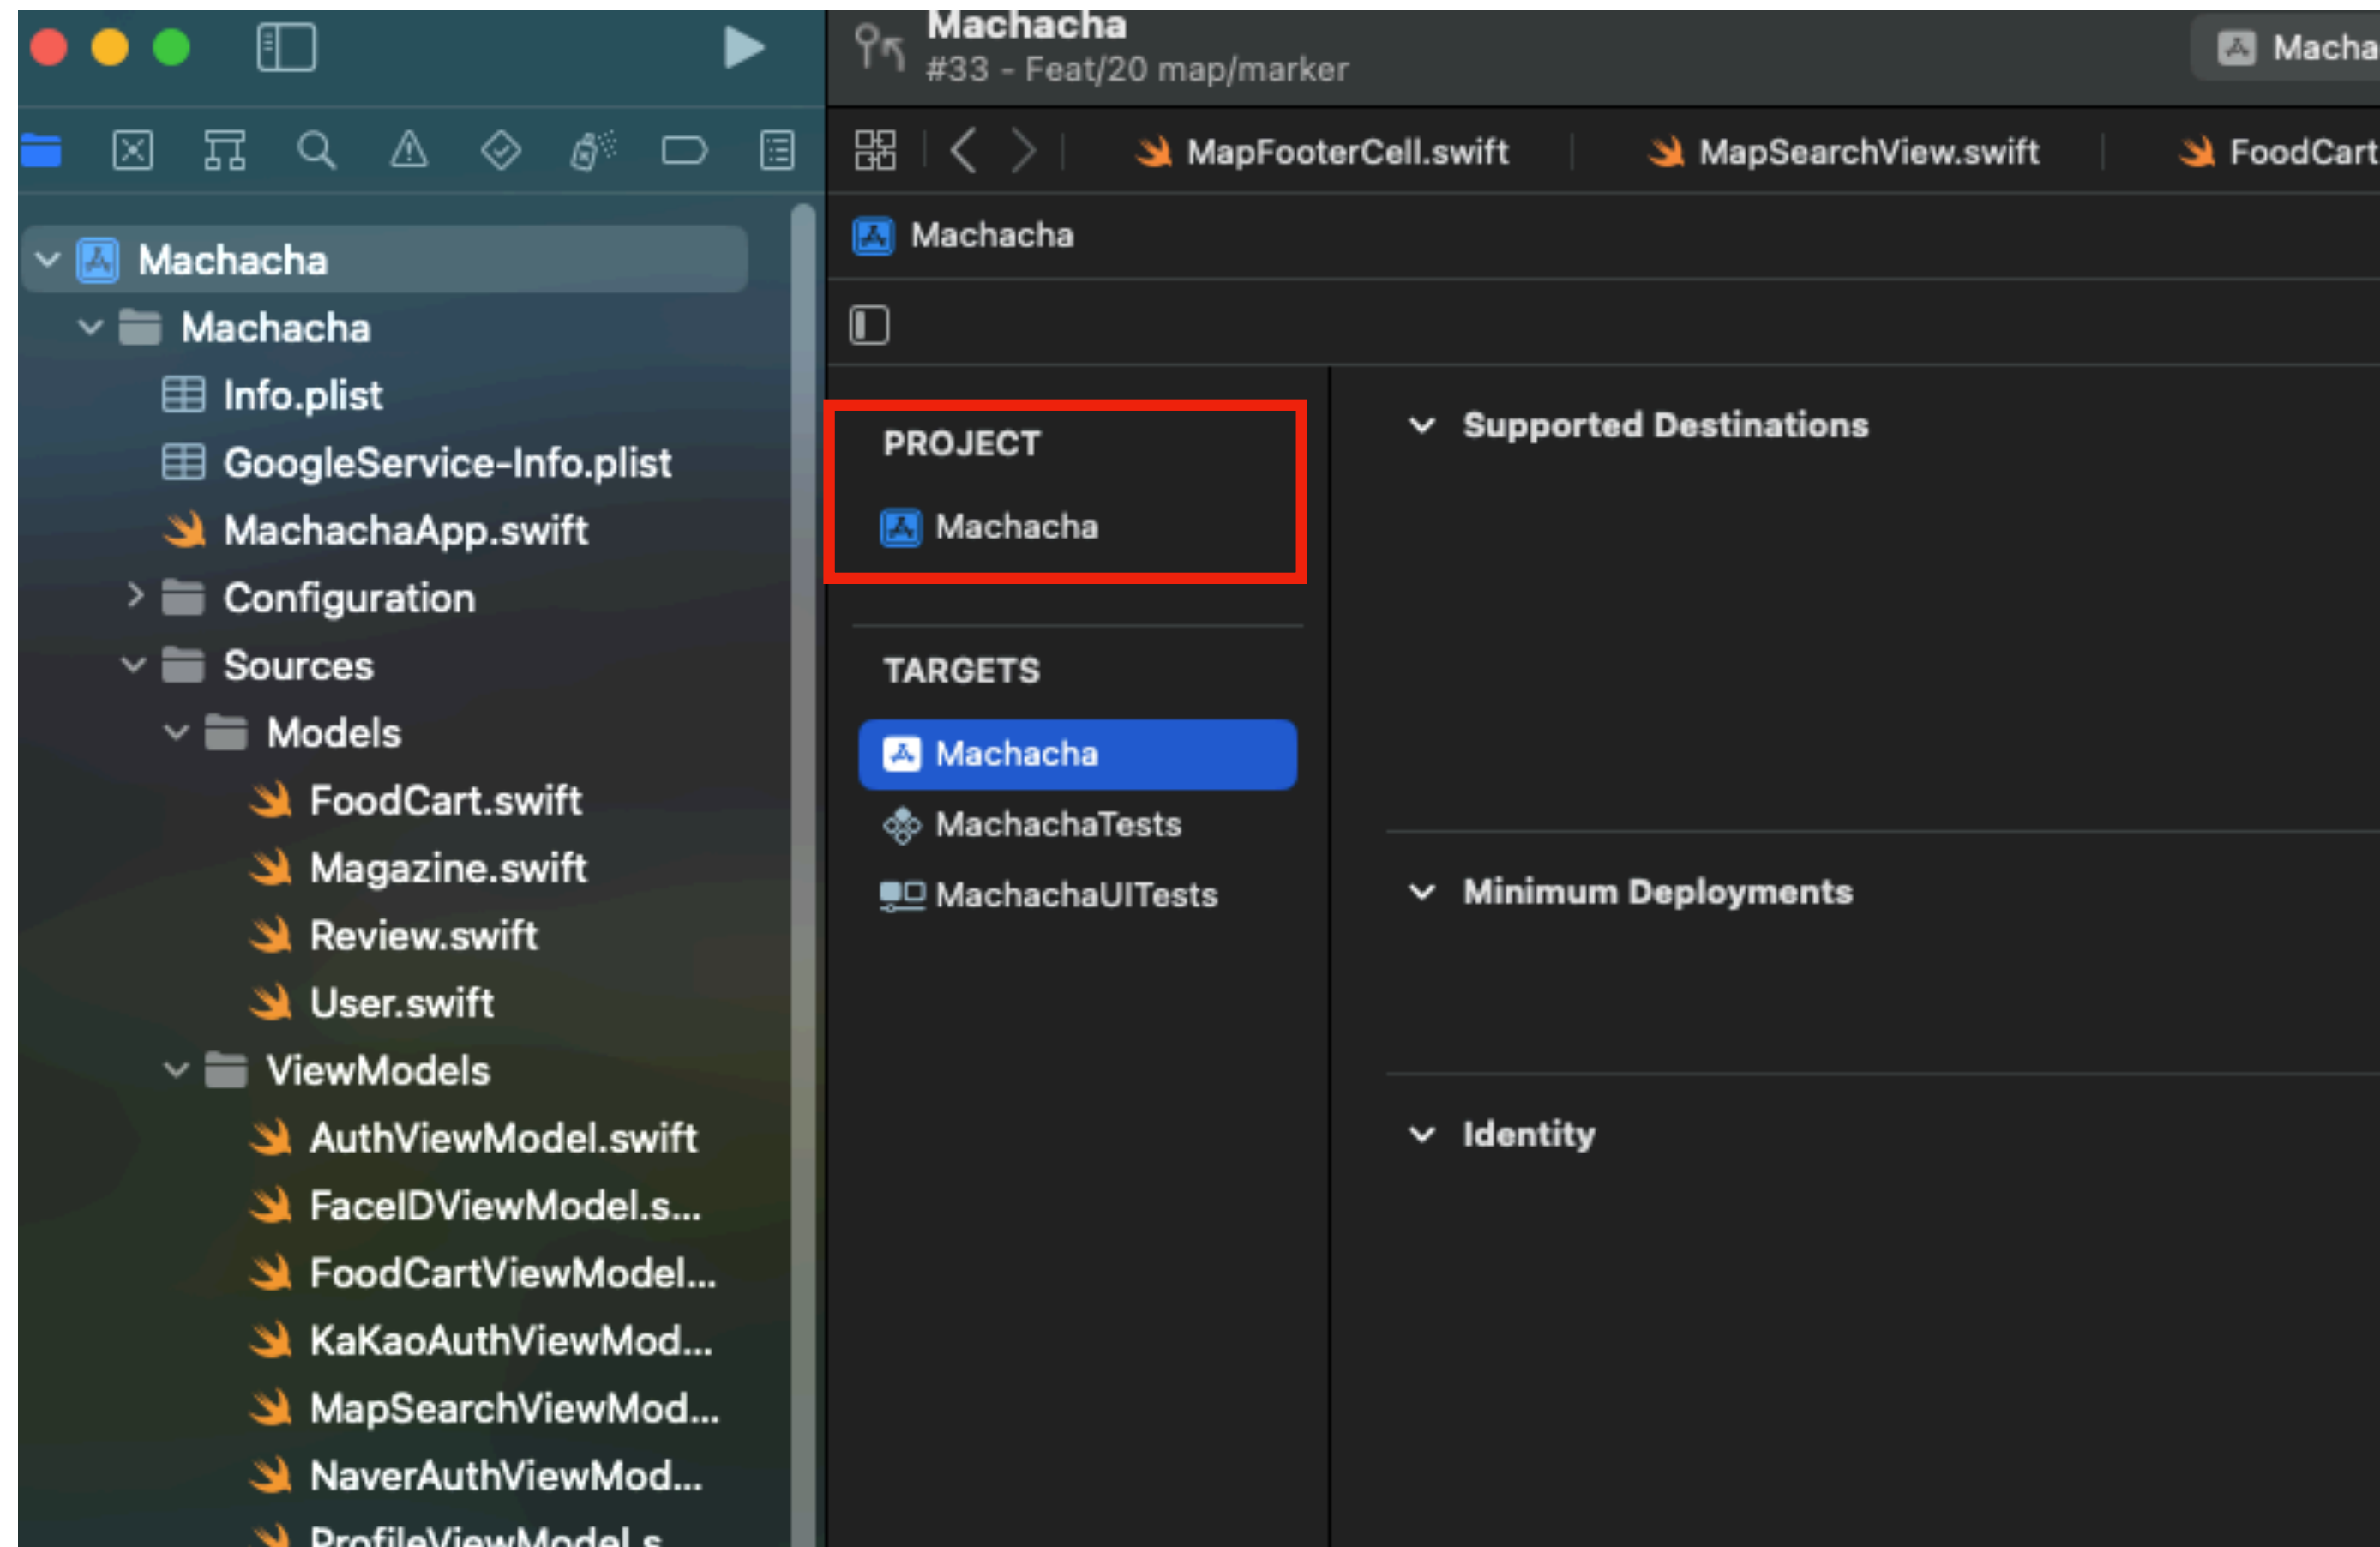 Machacha
#33 - Feat/20 map/marker
Macha
MapFooterCell.swift
MapSearchView.swift
FoodCart
Machacha
Machacha
Machacha
Info.plist
GoogleService-Info.plist
MachachaApp.swift
Configuration
Sources
Models
FoodCart.swift
Magazine.swift
Review.swift
User.swift
ViewModels
AuthViewModel.swift
FaceIDViewModel.s...
FoodCartViewModel...
KaKaoAuthViewMod...
MapSearchViewMod...
NaverAuthViewMod...
ProfileViewModel.s
PROJECT
Machacha
TARGETS
Machacha
MachachaTests
MachachaUITests
Supported Destinations
Minimum Deployments
Identity